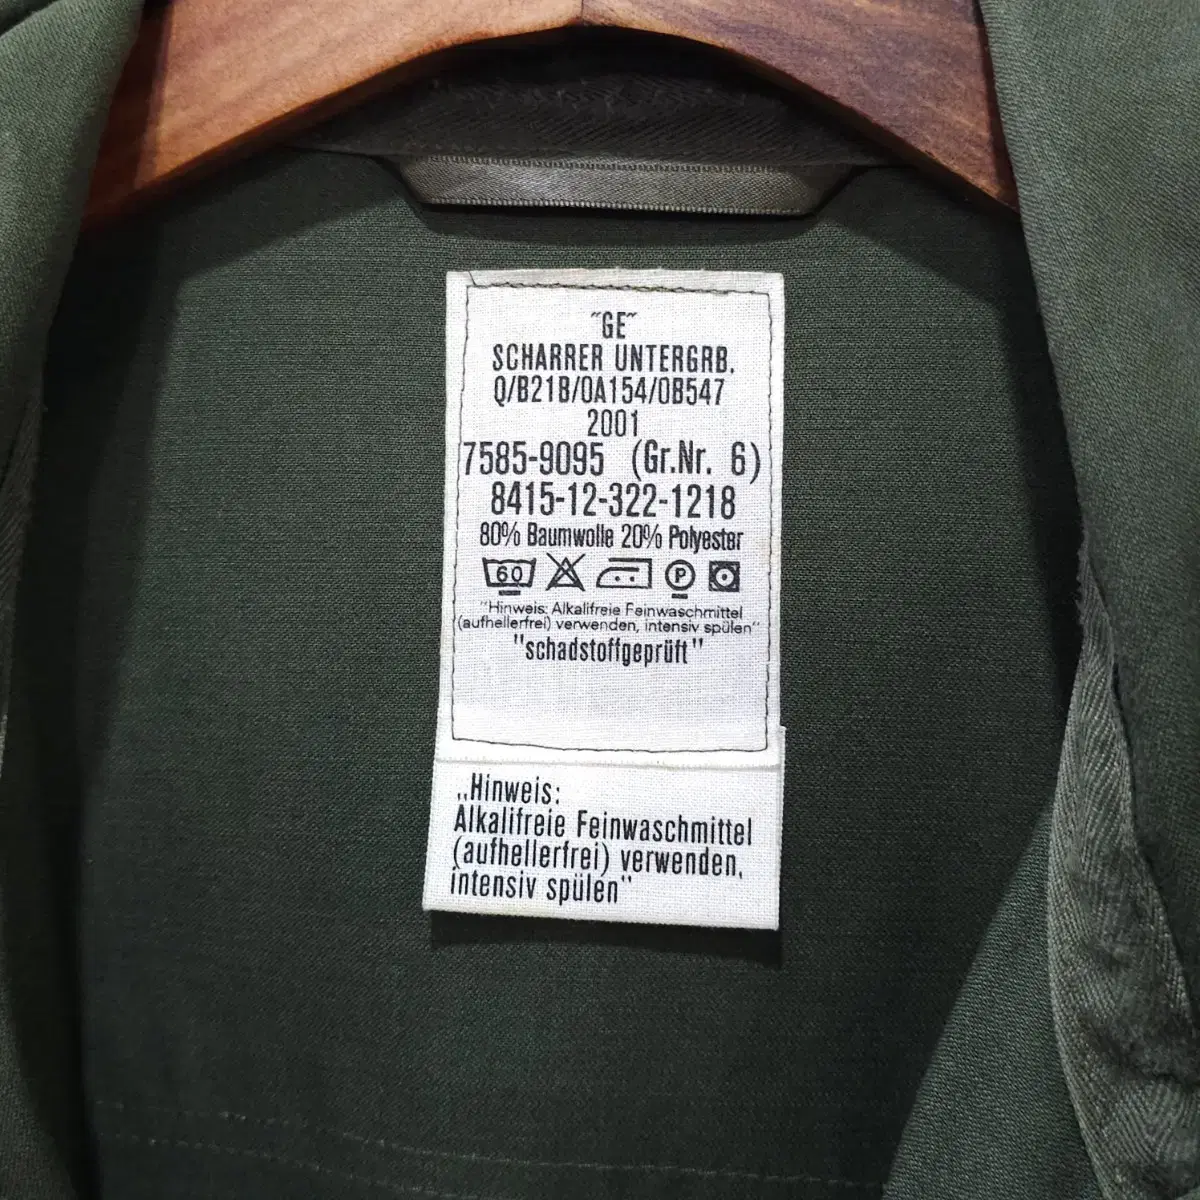 "GE"
SCHARRER UNTERGRB.
Q/B21B/0A154/0B547
2001
7585-9095 (Gr.Nr. 6)
8415-12-322-1218
80% Baumwolle 20% Polyester
60 P
"Hinweis: Alkalifreie Feinwaschmittel
(aufhellerfrei) verwenden, intensiv spülen"
"schadstoffgeprüft"
„Hinweis:
Alkalifreie Feinwaschmittel
(aufhellerfrei) verwenden,
intensiv spülen"